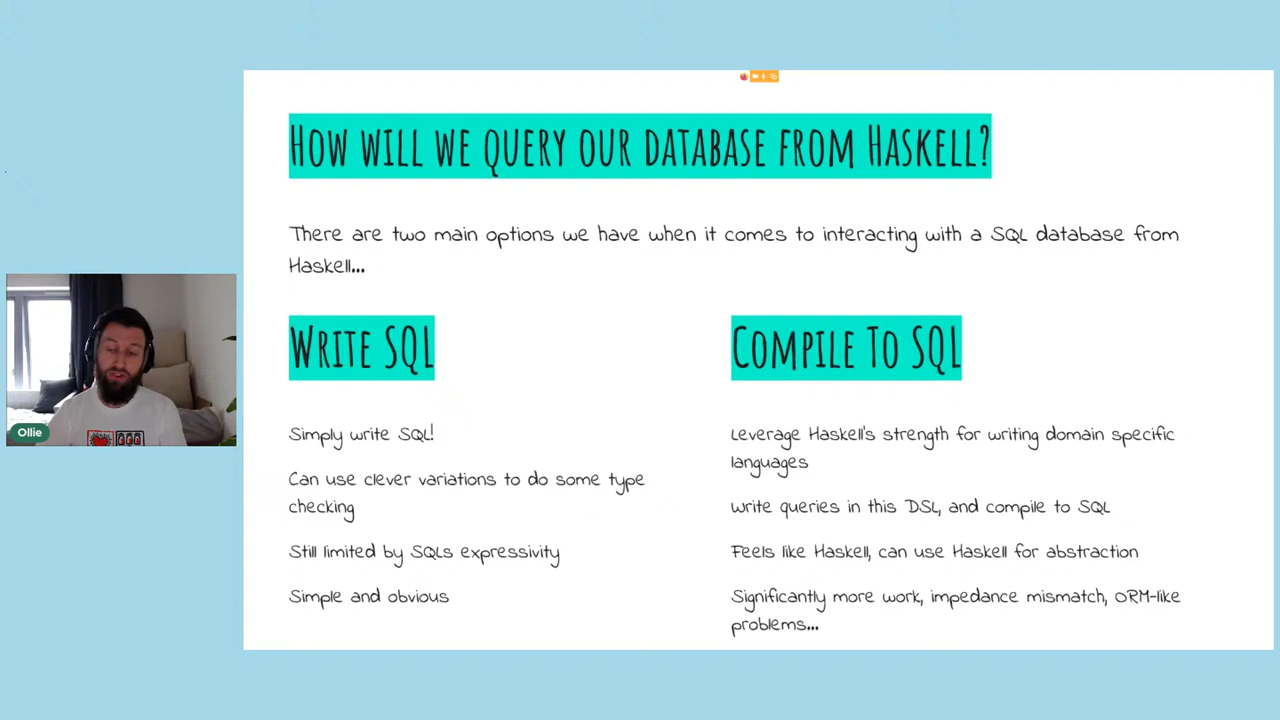 How will we query our database from Haskell?
There are two main options we have when it comes to interacting with a SQL database from
Haskell...
Write SQL
Simply write SQL!
Can use clever variations to do some type
checking
Still limited by SQLs expressivity
Simple and obvious
Compile To SQL
Leverage Haskell's strength for writing domain specific
languages
write queries in this DSL, and compile to SQL
Feels like Haskell, can use Haskell for abstraction
Significantly more work, impedance mismatch, ORM-like
problems...
Ollie